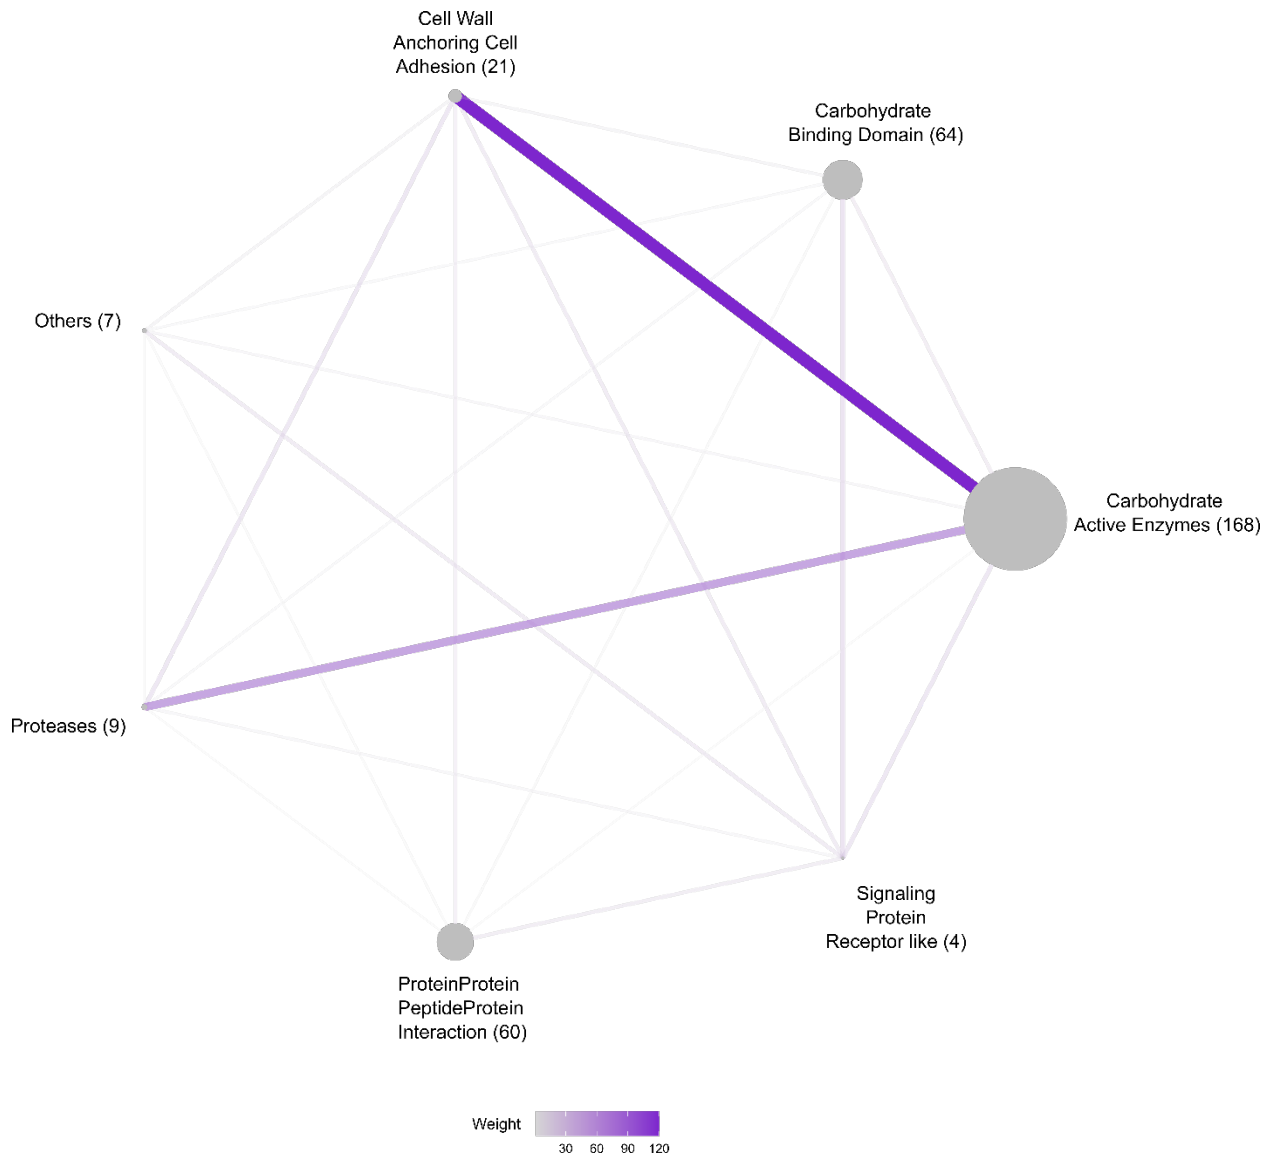 Cell Wall
Anchoring Cell
Adhesion (21)
Carbohydrate
Binding Domain (64)
Others (7)
Carbohydrate
Active Enzymes (168)
Proteases (9)
Signaling
Protein
Receptor like (4)
ProteinProtein
PeptideProtein
Interaction (60)
Weight
30 60 90 120